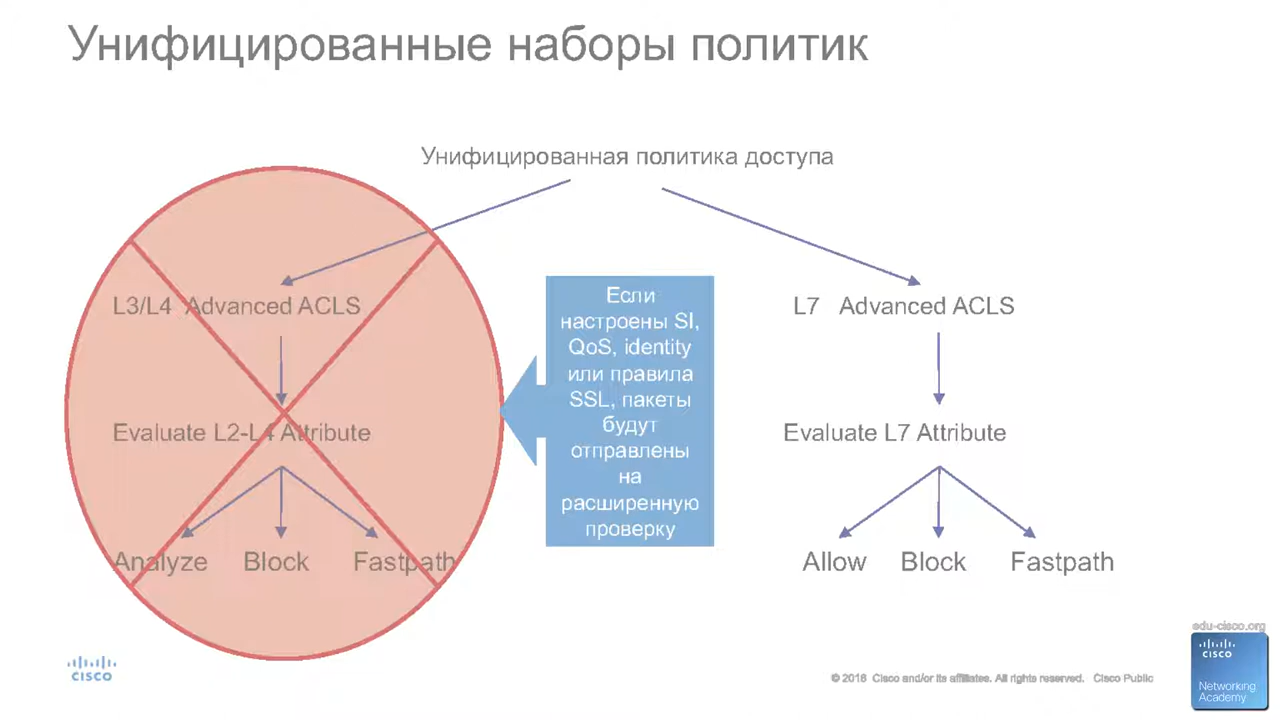 Унифицированные наборы политик
Унифицированная политика доступа
L3/L4 Advanced ACLS
Evaluate L2-L4 Attribute
Analyze Block Fastpath
Если
настроены SI,
QoS, identity
или правила
SSL, пакеты
будут
отправлены
на
расширенную
проверку
L7 Advanced ACLS
Evaluate L7 Attribute
Allow Block Fastpath
edu-cisco.org
CISCO
Networking
Academy
CISCO
© 2016 Cisco and/or its affiliates. All rights reserved. Cisco Public